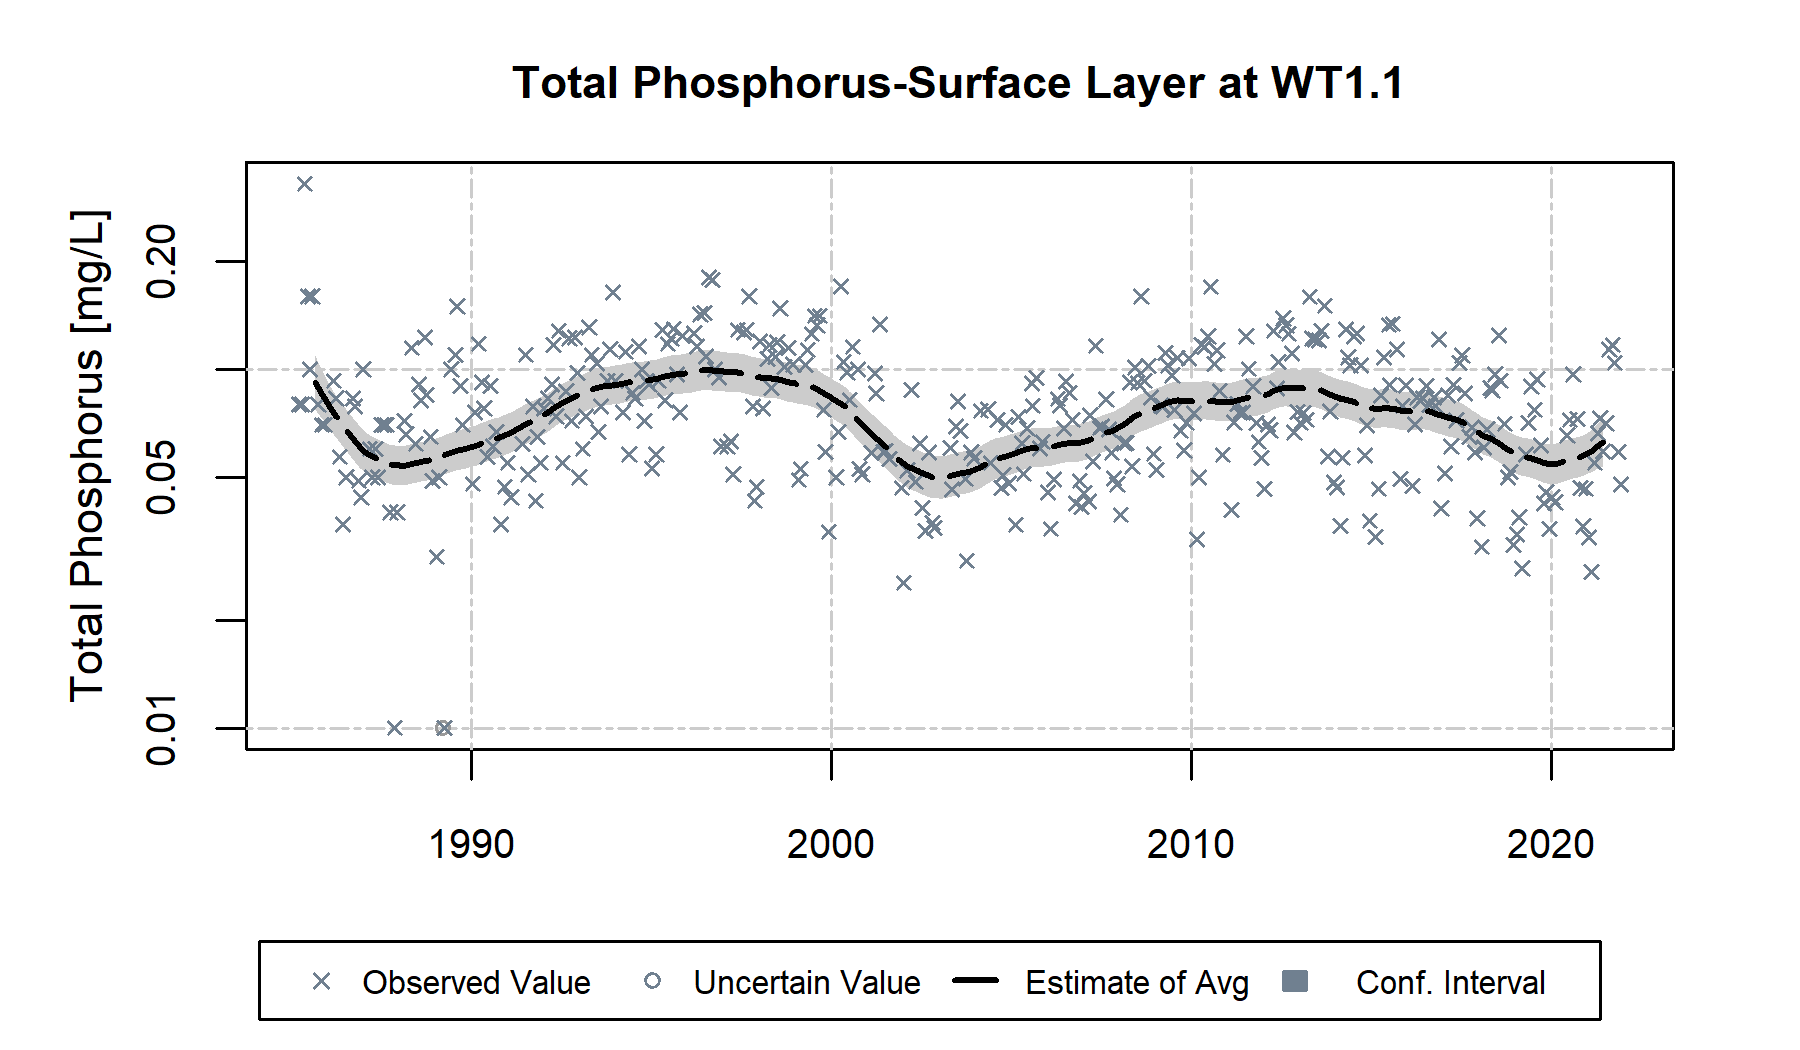 Total Phosphorus-Surface Layer at WT1.1
Total Phosphorus [mg/L]
0.20
0.05
0.01
1990 2000 2010 2020
Observed Value Uncertain Value Estimate of Avg Conf. Interval